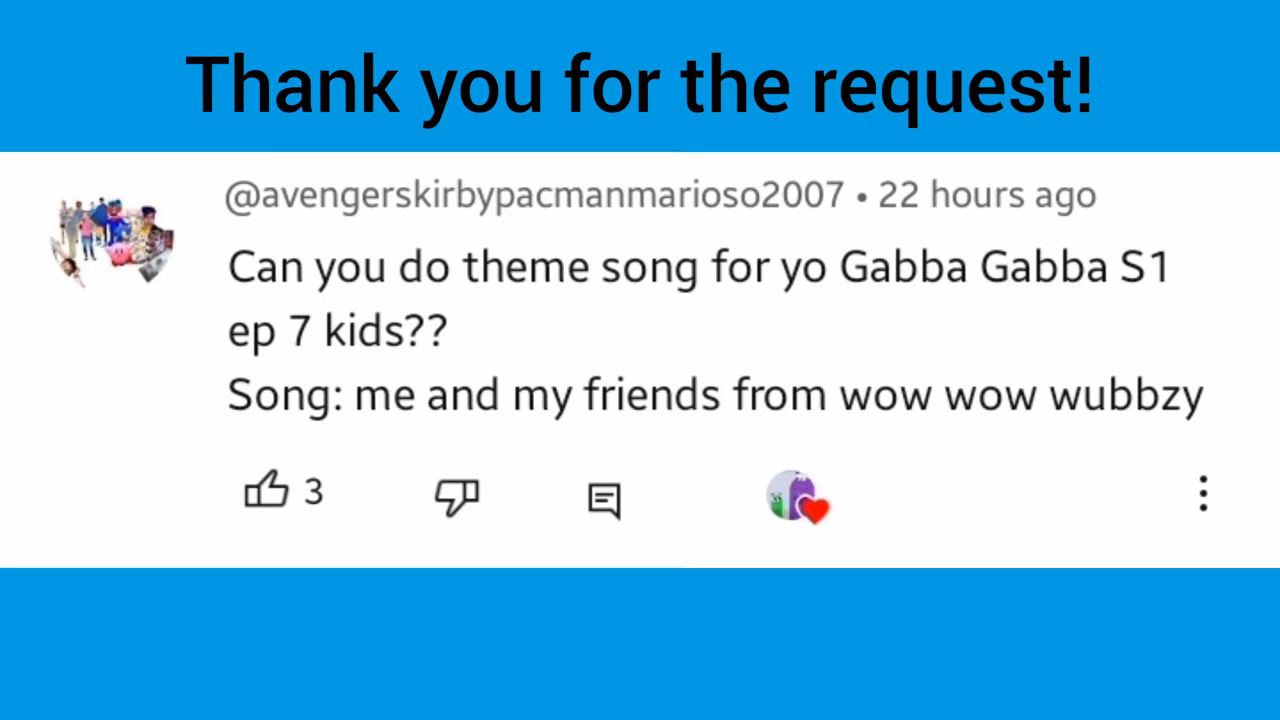 Thank you for the request!
@avengerskirbypacmanmarioso2007 • 22 hours ago
Can you do theme song for yo Gabba Gabba S1
ep 7 kids??
Song: me and my friends from wow wow wubbzy
3